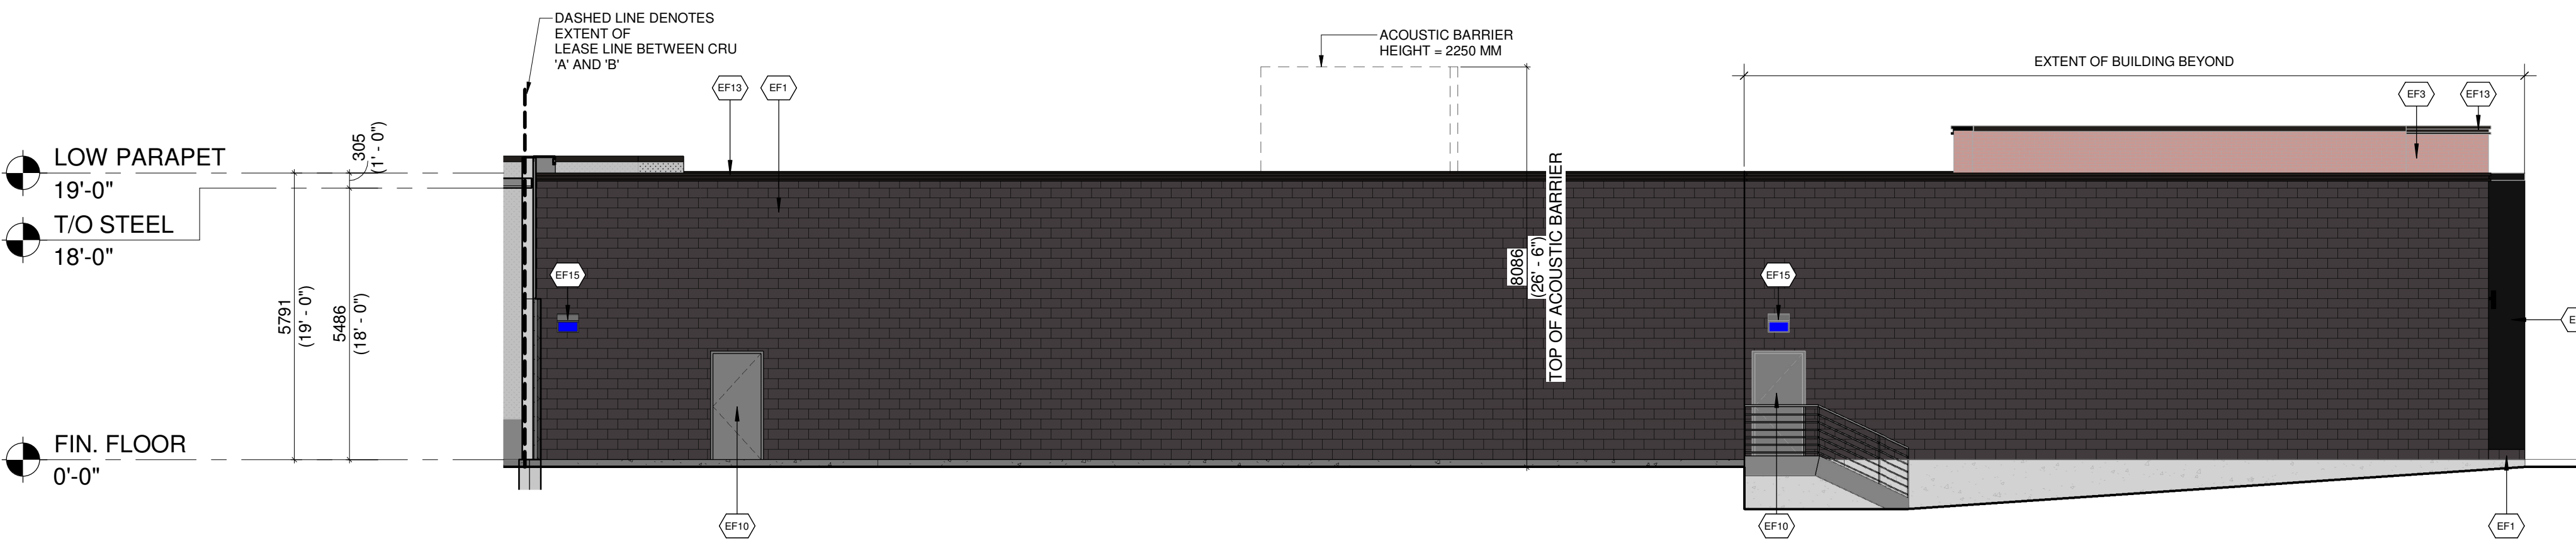 DASHED LINE DENOTES
EXTENT OF
LEASE LINE BETWEEN CRU
'A' AND 'B'
ACOUSTIC BARRIER
HEIGHT = 2250 MM
EXTENT OF BUILDING BEYOND
EF13
EF1
EF3
EF13
LOW PARAPET
19'-0"
T/O STEEL
18'-0"
305
(1' - 0")
5791
(19' - 0")
5486
(18' - 0")
EF15
8086
(26' - 6")
TOP OF ACOUSTIC BARRIER
EF15
E
FIN. FLOOR
0'-0"
EF10
EF10
EF1